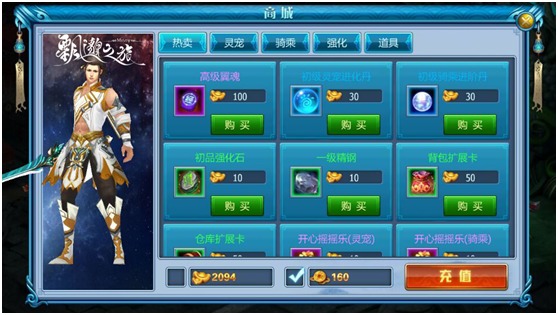 商城
飘邈之旅
热卖 灵宠 骑乘 强化 道具
高级翼魂 初级灵宠进化丹 初级骑乘进阶丹
100 30 30
购买 购买 购买
初品强化石 一级精钢 背包扩展卡
10 10 50
购买 购买 购买
仓库扩展卡 开心摇摇乐(灵宠) 开心摇摇乐(骑乘)
2094 160 充值